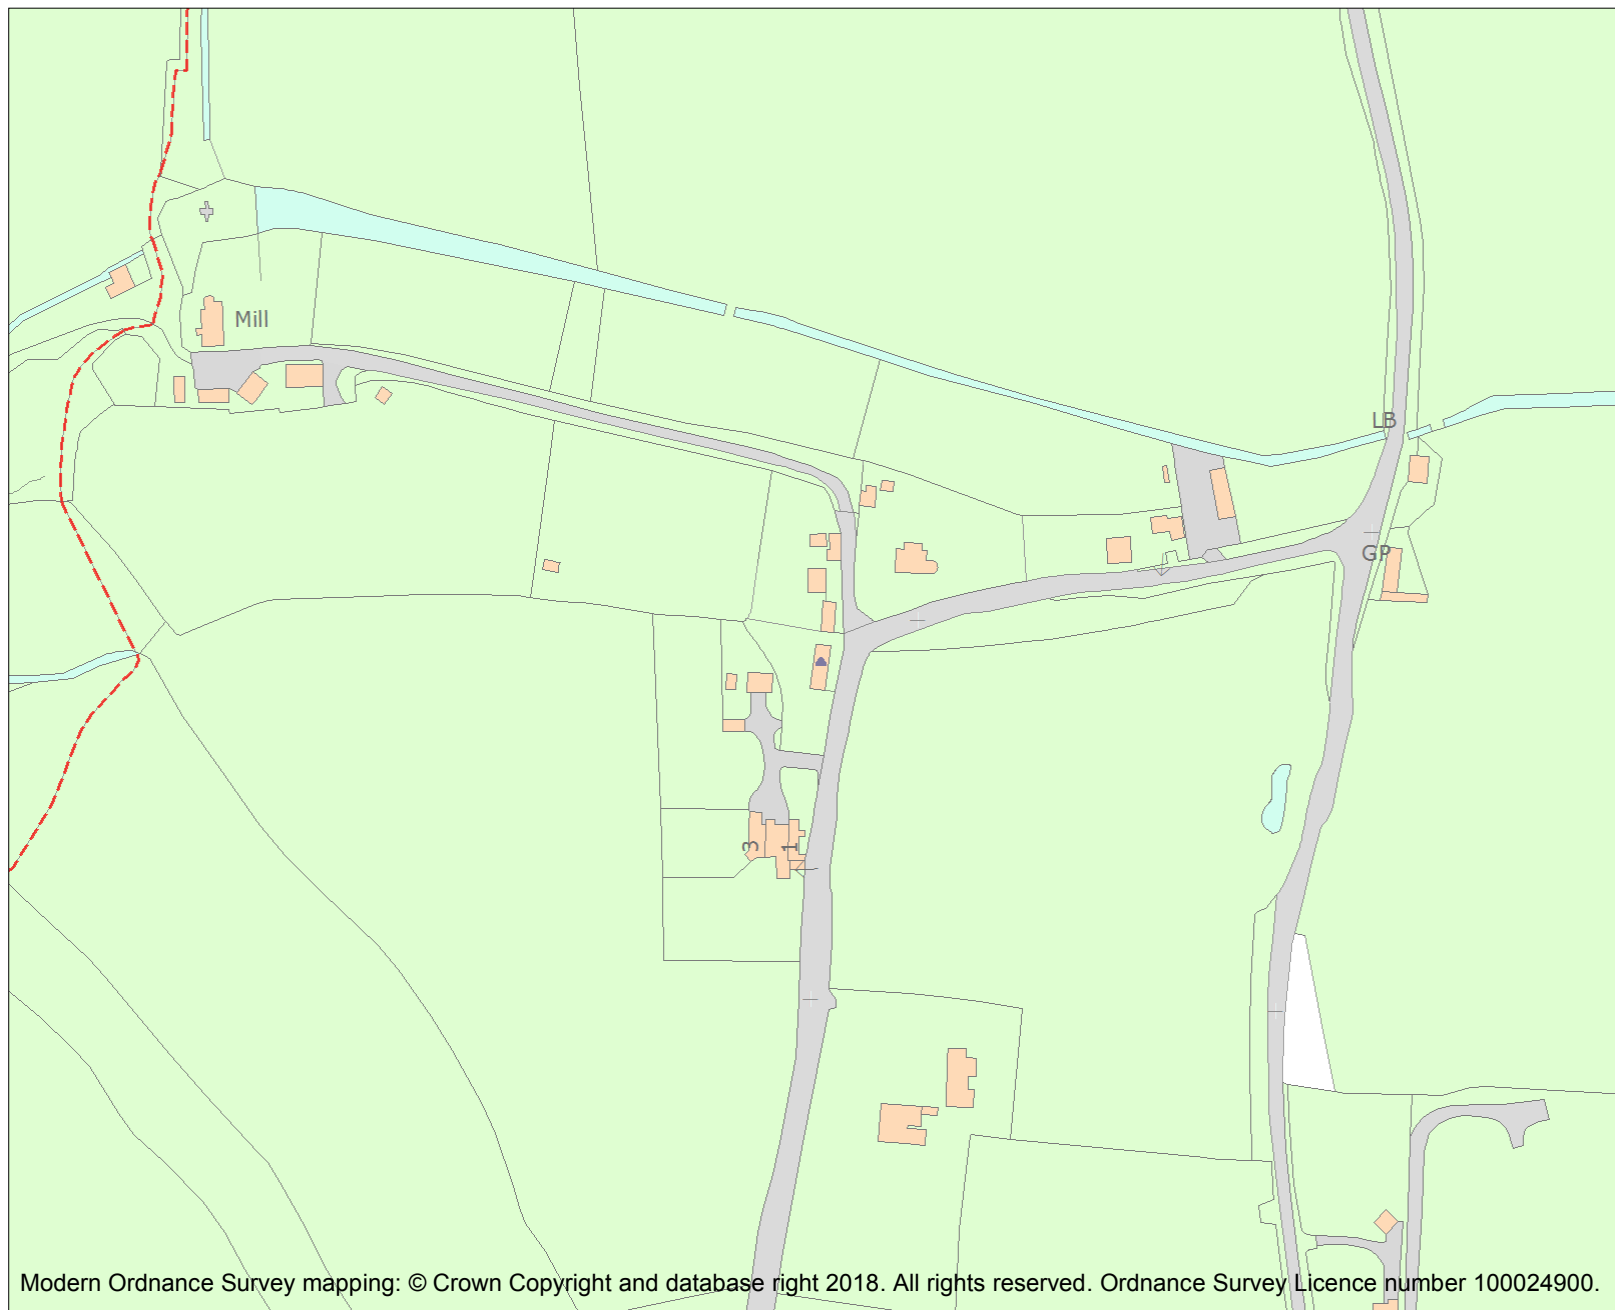 Mill
LB
GP
3
1
Modern Ordnance Survey mapping: © Crown Copyright and database right 2018. All rights reserved. Ordnance Survey Licence number 100024900.